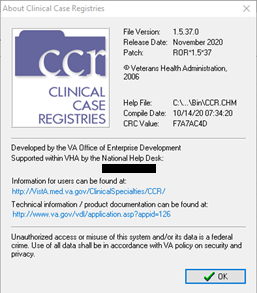 About Clinical Case Registries
ccr
CLINICAL
CASE
REGISTRIES
File Version: 1.5.37.0
Release Date: November 2020
Patch: ROR*1.5*37
© Veterans Health Administration,
2006
Help File: C:\...\Bin\CCR.CHM
Compile Date: 10/14/20 07:34:20
CRC Value: F7A7AC4D
Developed by the VA Office of Enterprise Development
Supported within VHA by the National Help Desk:
Information for users can be found at:
http://VistA.med.va.gov/ClinicalSpecialties/CCR/
Technical information / product documentation can be found at:
http://www.va.gov/vdl/application.asp?appid=126
Unauthorized access or misuse of this system and/or its data is a federal
crime. Use of all data shall be in accordance with VA policy on security and
privacy.
OK